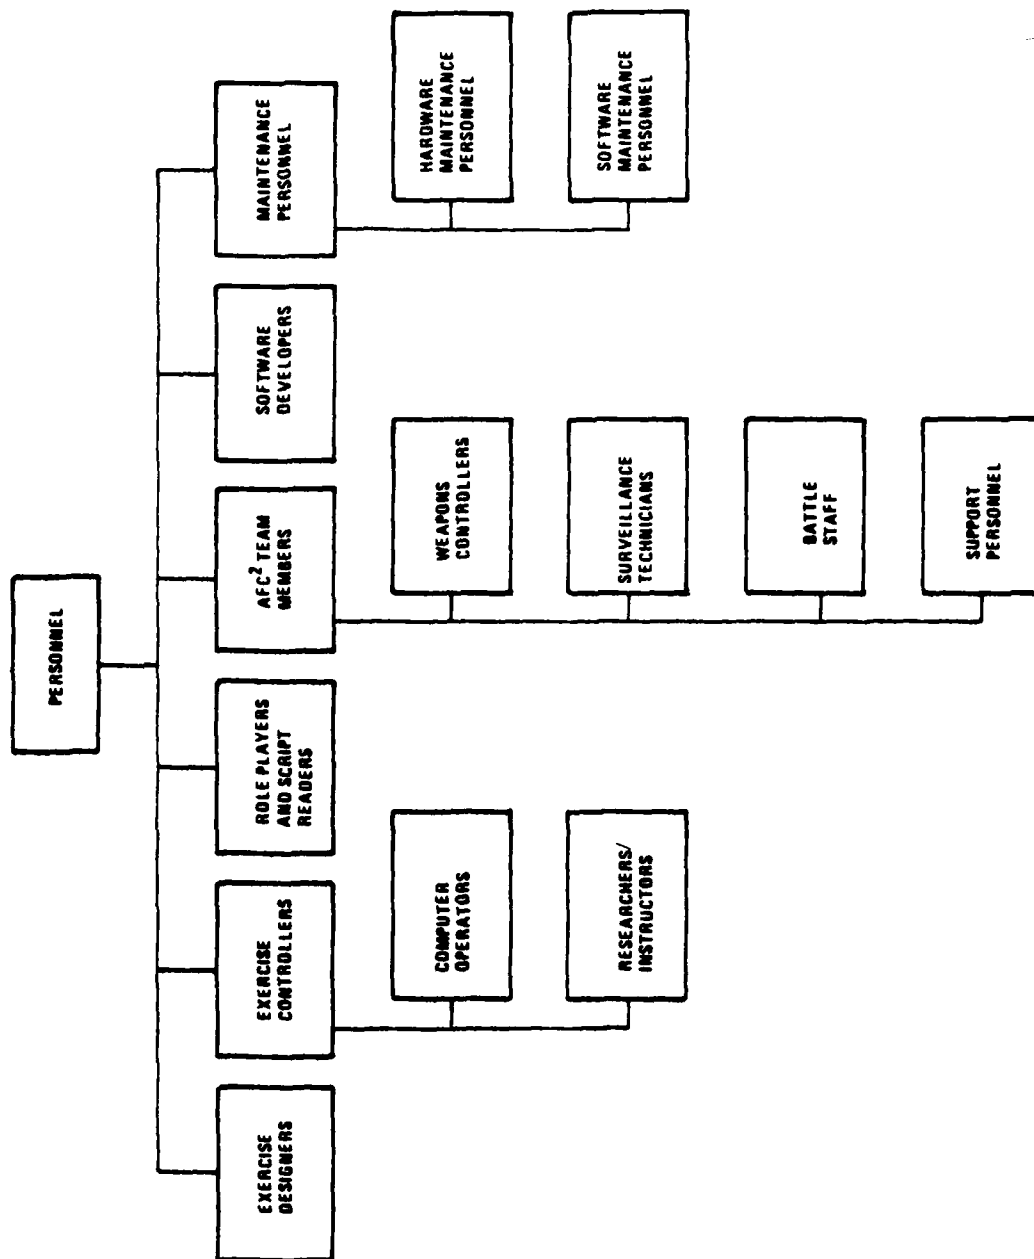 PERSONNEL
EXERCISE
DESIGNERS
EXERCISE
CONTROLLERS
ROLE PLAYERS
AND SCRIPT
READERS
AFC² TEAM
MEMBERS
SOFTWARE
DEVELOPERS
MAINTENANCE
PERSONNEL
COMPUTER
OPERATORS
RESEARCHERS/
INSTRUCTORS
WEAPONS
CONTROLLERS
SURVEILLANCE
TECHNICIANS
BATTLE
STAFF
SUPPORT
PERSONNEL
HARDWARE
MAINTENANCE
PERSONNEL
SOFTWARE
MAINTENANCE
PERSONNEL